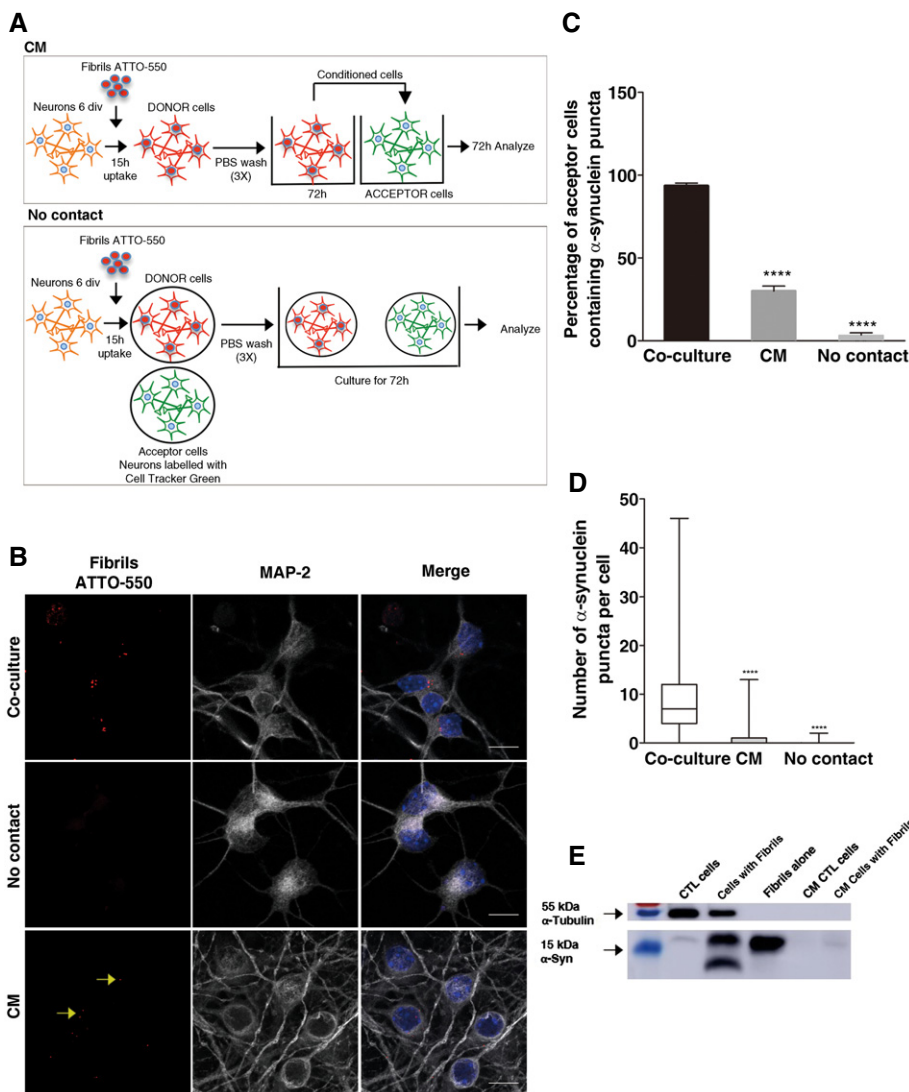 A
CM
Fibrils ATTO-550
Neurons 6 div
DONOR cells
Conditioned cells
15h
uptake
PBS wash
(3X)
72h
ACCEPTOR cells
72h Analyze
No contact
Fibrils ATTO-550
Neurons 6 div
DONOR cells
15h
uptake
PBS wash
(3X)
Analyze
Culture for 72h
Acceptor cells
Neurons labelled with
Cell Tracker Green
B
Fibrils
ATTO-550
MAP-2
Merge
Co-culture
No contact
CM
C
Percentage of acceptor cells
containing α-synuclein puncta
150
100
50
0
****
****
Co-culture
CM
No contact
D
Number of α-synuclein
puncta per cell
50
40
30
20
10
0
****
****
Co-culture CM
No contact
E
CTL cells
Cells with Fibrils
Fibrils alone
CM CTL cells
CM Cells with Fibrils
55 kDa
α-Tubulin
15 kDa
α-Syn